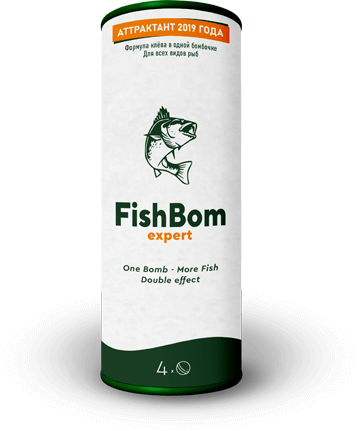 АТТРАКТАНТ 2019 ГОДА
Формула клёва в одной бомбочке
Для всех видов рыб
FishBom
expert
One Bomb - More Fish
Double effect
4 ×